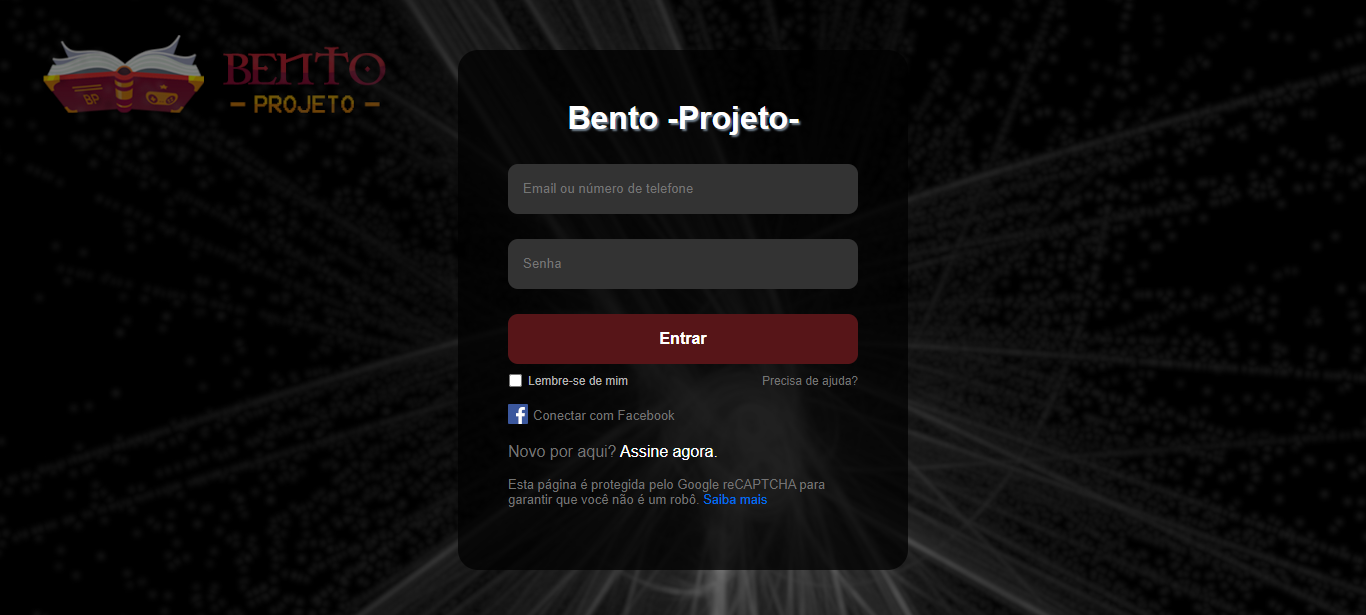 BENTO
- PROJETO -
BP
Bento -Projeto-
Email ou número de telefone
Senha
Entrar
Lembre-se de mim
Precisa de ajuda?
Conectar com Facebook
Novo por aqui? Assine agora.
Esta página é protegida pelo Google reCAPTCHA para
garantir que você não é um robô. Saiba mais